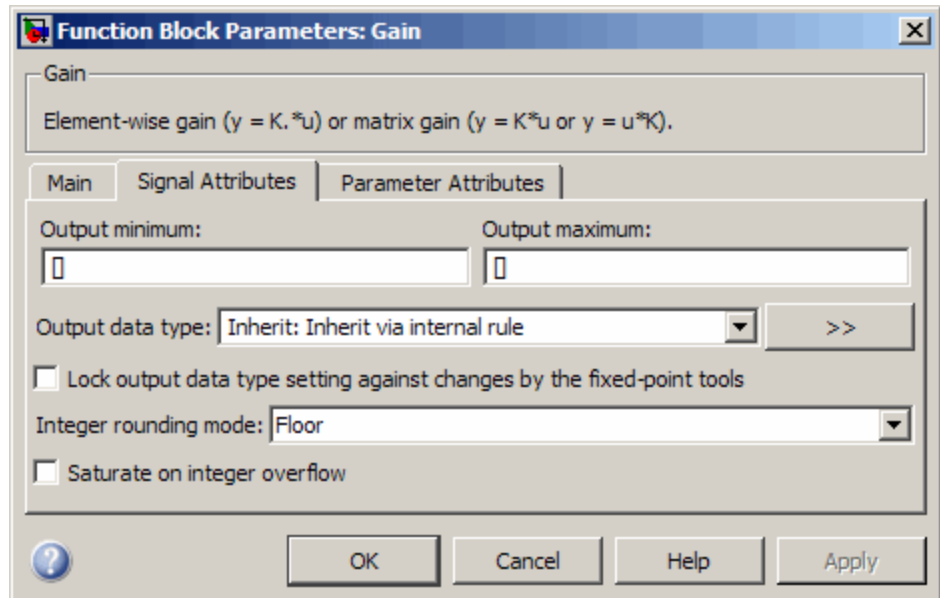 Function Block Parameters: Gain
Gain
Element-wise gain (y = K.*u) or matrix gain (y = K*u or y = u*K).
Main Signal Attributes Parameter Attributes
Output minimum: Output maximum:
[] []
Output data type: Inherit: Inherit via internal rule >>
Lock output data type setting against changes by the fixed-point tools
Integer rounding mode: Floor
Saturate on integer overflow
? OK Cancel Help Apply